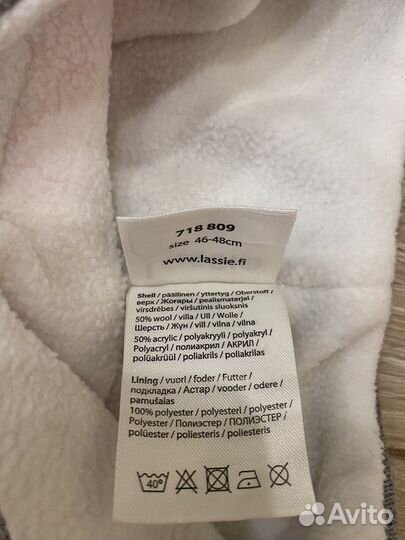 718 809
size 46-48cm
www.lassie.fi
Shell / päällinen / yttertyg / Oberstoff /
верх / Жоғары / pealismaterjal /
virsdrēbes / viršutinis sluoksnis
50% wool / villa / Ull / Wolle /
Шерсть / Жүн / vill / vilna / vilna
50% acrylic / polyakryyli / polyakryl /
Polyacryl / полиакрил / АКРИЛ /
polüakrüül / poliakrils / poliakrilas
Lining / vuori / foder / Futter /
подкладка / Астар / vooder / odere /
pamušalas
100% polyester / polyesteri / polyester /
Polyester / Полиэстер / ПОЛИЭСТЕР /
polüester / poliesters / poliesteris
40°
Avito